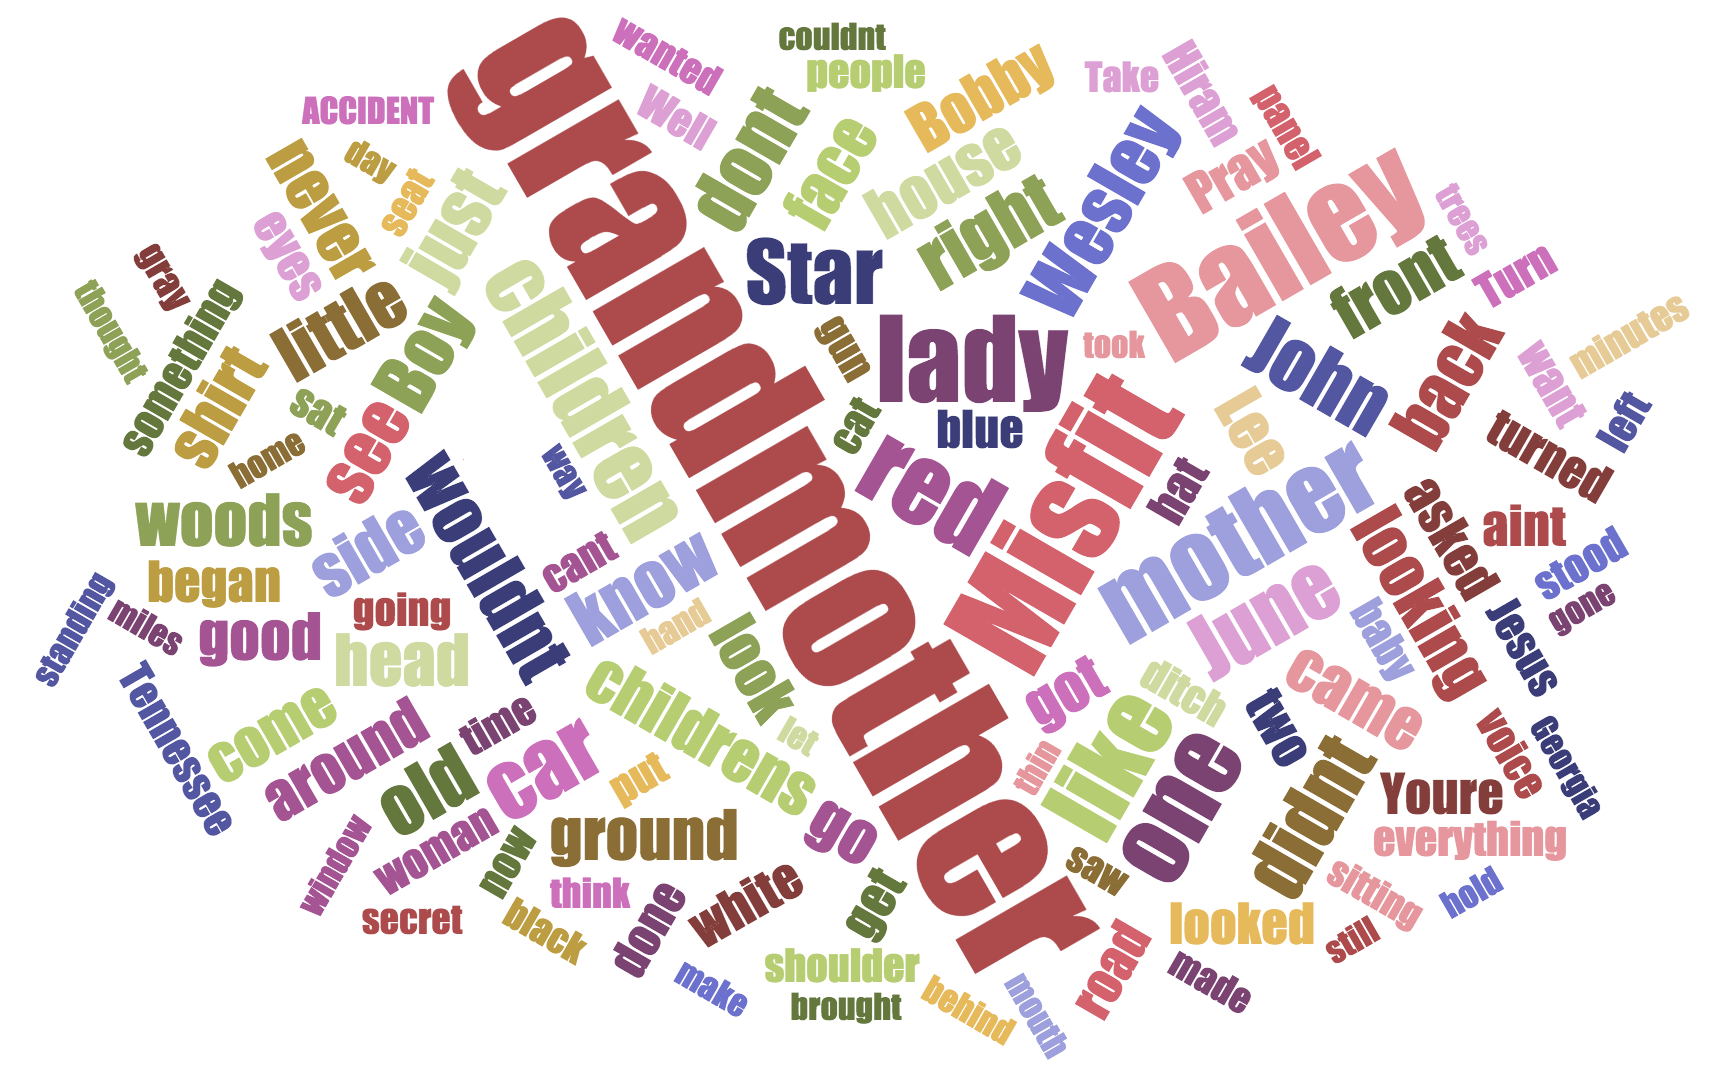 grandmother
wanted
couldnt
people
Well
dont
face
Bobby
Take
Hiram
panel
ACCIDENT
never
day
seat
just
eyes
house
right
Wesley
Pray
Bailey
trees
Turn
front
Star
gray
thought
something
little
Boy
children
gun
lady
took
John
back
minutes
want
left
shirt
sat
see
home
cat
blue
Misfit
Lee
turned
woods
way
wouldnt
red
hat
mother
asked
looking
aint
stood
side
began
cant
know
going
hand
good
head
June
baby
Jesus
gone
standing
miles
Tennessee
come
look
childrens
let
got
ditch
came
two
voice
Georgia
around
time
old
car
put
thin
like
one
didnt
Youre
everything
window
woman
now
ground
go
saw
sitting
hold
secret
think
black
done
white
get
looked
still
shoulder
make
brought
behind
mouth
road
made